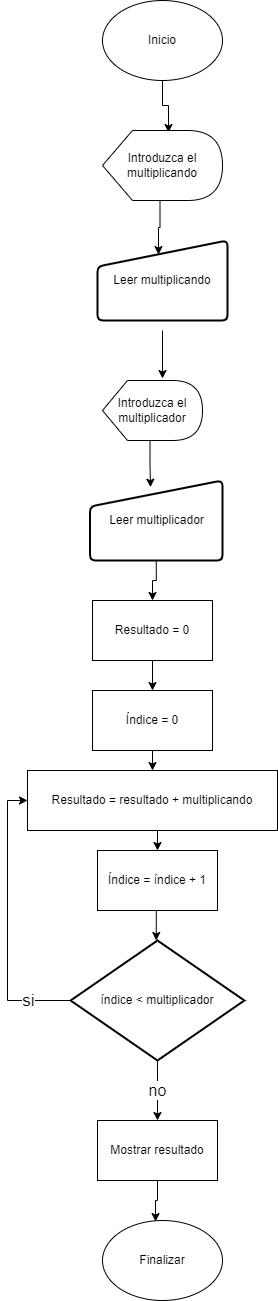 Inicio
Introduzca el
multiplicando
Leer multiplicando
Introduzca el
multiplicador
Leer multiplicador
Resultado = 0
Índice = 0
Resultado = resultado + multiplicando
Índice = índice + 1
índice < multiplicador
si
no
Mostrar resultado
Finalizar